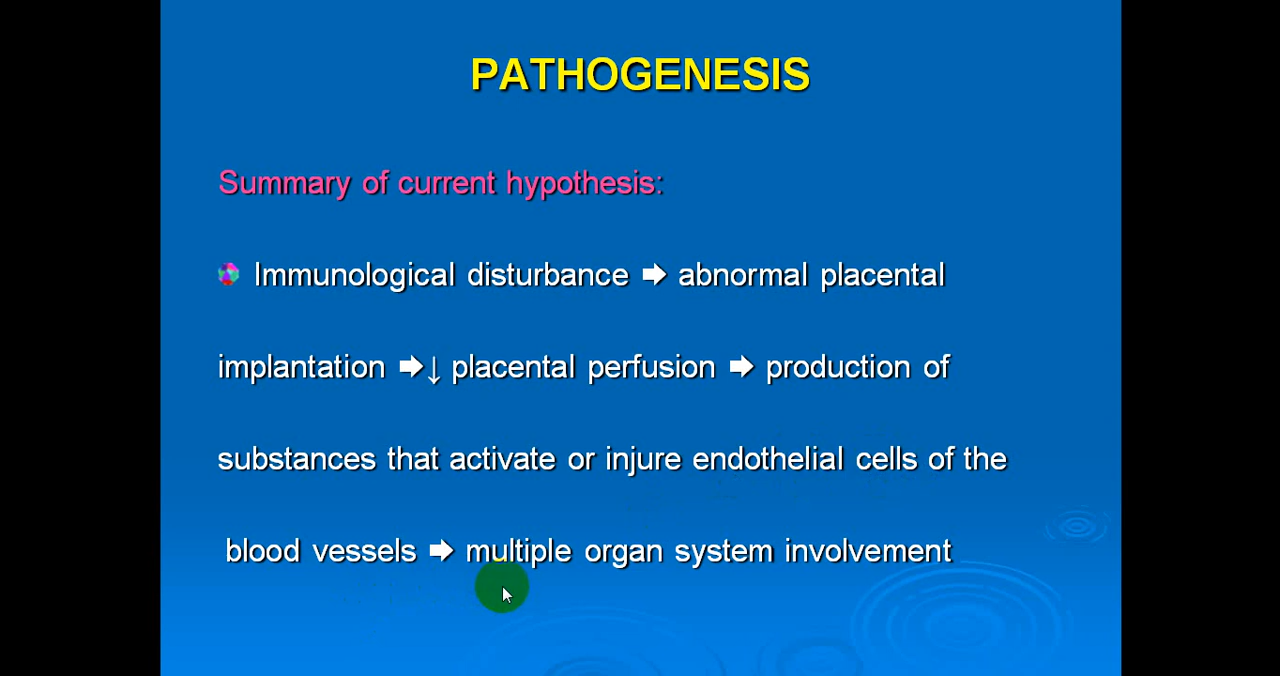 PATHOGENESIS
Summary of current hypothesis:
Immunological disturbance ➡ abnormal placental
implantation ➡↓ placental perfusion ➡ production of
substances that activate or injure endothelial cells of the
blood vessels ➡ multiple organ system involvement